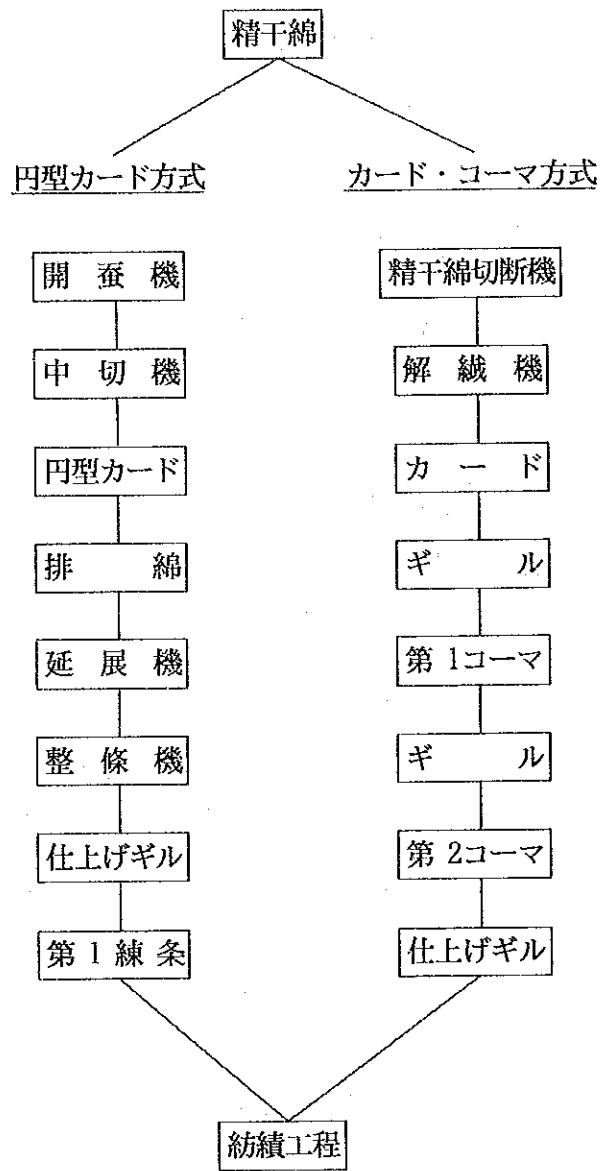 精干綿
円型カード方式
カード・コーマ方式
開蚕機
中切機
円型カード
排綿
延展機
整條機
仕上げギル
第1練条
精干綿切断機
解繊機
カード
ギル
第1コーマ
ギル
第2コーマ
仕上げギル
紡績工程